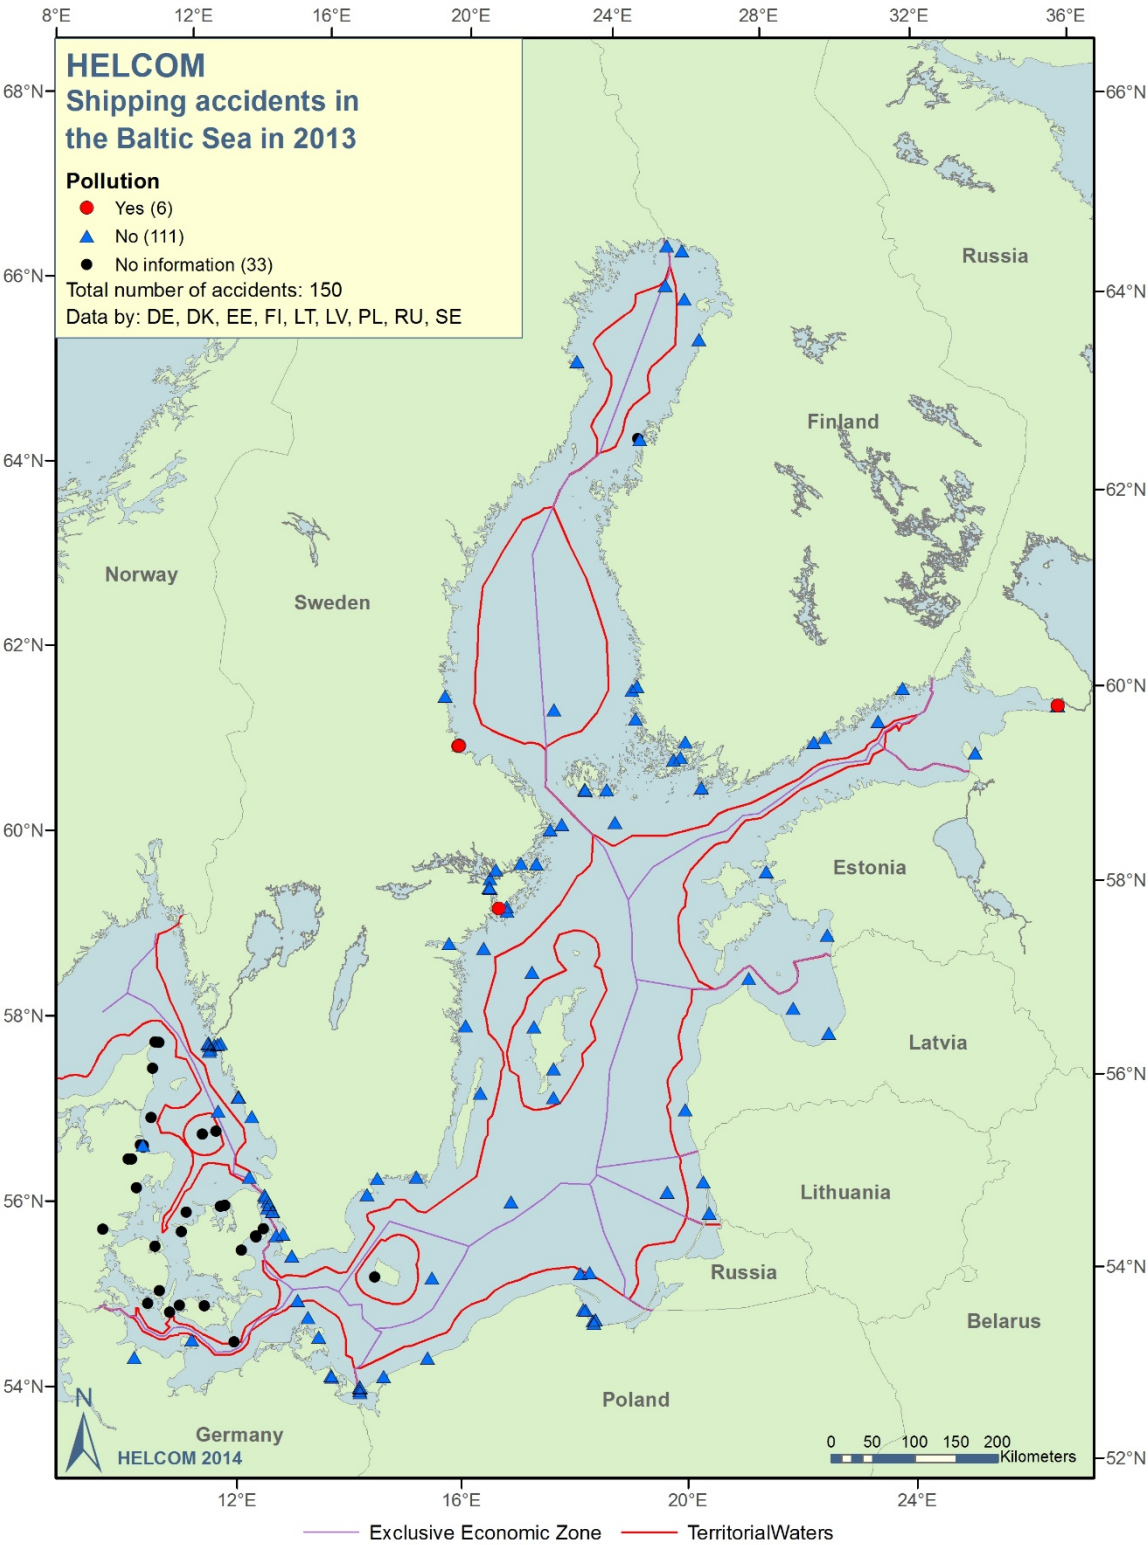 8°E 12°E 16°E 20°E 24°E 28°E 32°E 36°E
HELCOM
Shipping accidents in
the Baltic Sea in 2013
Pollution
Yes (6)
No (111)
No information (33)
Total number of accidents: 150
Data by: DE, DK, EE, FI, LT, LV, PL, RU, SE
68°N
66°N
66°N
64°N
64°N
62°N
62°N
60°N
60°N
58°N
58°N
56°N
56°N
54°N
54°N
52°N
Russia
Finland
Norway
Sweden
Estonia
Latvia
Lithuania
Russia
Belarus
Poland
Germany
N
HELCOM 2014
0 50 100 150 200
Kilometers
12°E 16°E 20°E 24°E
Exclusive Economic Zone TerritorialWaters